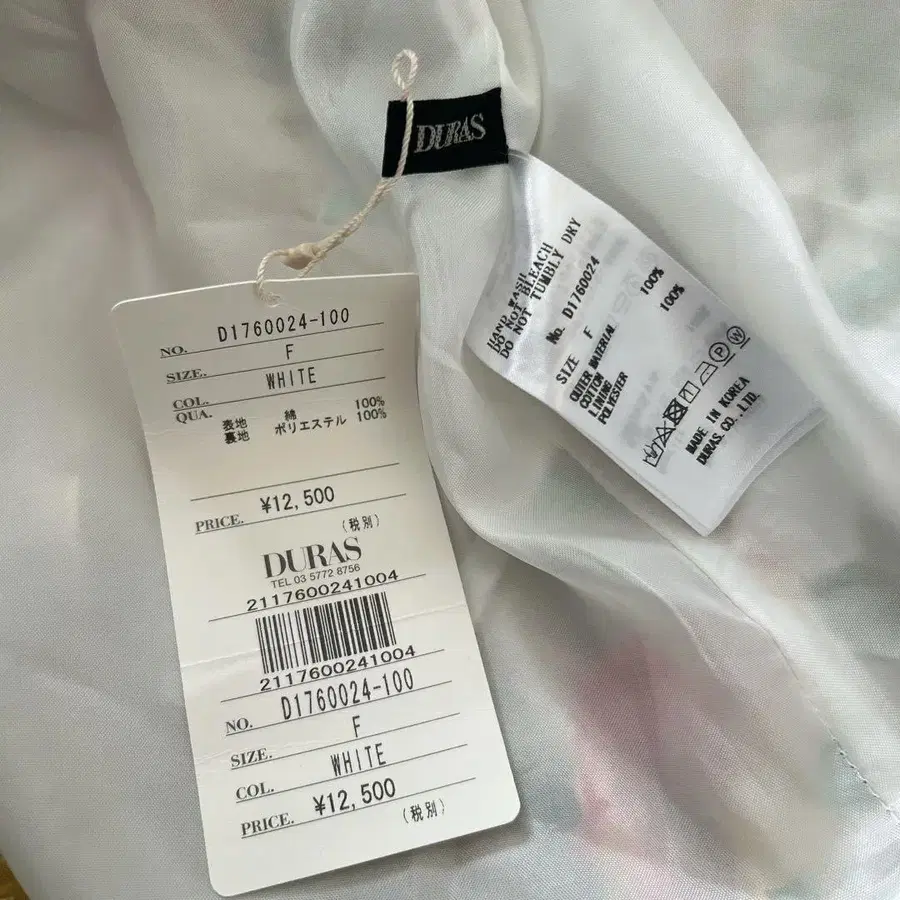 DURAS
HAND WASH
DO NOT BLEACH
DO NOT TUMBLY DRY
No. D1760024
SIZE F
OUTER MATERIAL
COTTON 100%
LINING
POLYESTER 100%
MADE IN KOREA
DURAS. CO., LTD.
NO. D1760024-100
SIZE. F
COL. WHITE
QUA.
表地 綿 100%
裏地 ポリエステル 100%
PRICE. ¥12,500
(税別)
DURAS
TEL 03 5772 8756
2117600241004
2117600241004
NO. D1760024-100
SIZE. F
COL. WHITE
PRICE. ¥12,500
(税別)